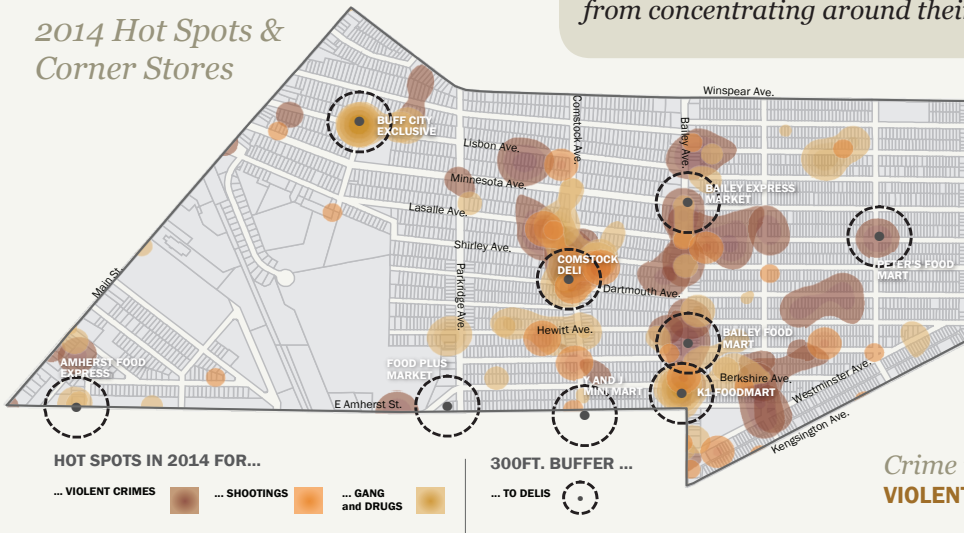 from concentrating around their
2014 Hot Spots &
Corner Stores
Winspear Ave.
Comstock Ave.
Bailey Ave.
BUFF CITY
EXCLUSIVE
Lisbon Ave.
Minnesota Ave.
BAILEY EXPRESS
MARKET
Lasalle Ave.
Shirley Ave.
COMSTOCK
DELI
PETER'S FOOD
MART
Main St.
Parkridge Ave.
Dartmouth Ave.
Hewitt Ave.
BAILEY FOOD
MART
AMHERST FOOD
EXPRESS
FOOD PLUS
MARKET
Berkshire Ave.
Westminster Ave.
Y AND J
MINI MART
K1 FOODMART
E Amherst St.
Kengsington Ave.
HOT SPOTS IN 2014 FOR...
... VIOLENT CRIMES
... SHOOTINGS
... GANG
and DRUGS
300FT. BUFFER ...
... TO DELIS
Crime
VIOLENT